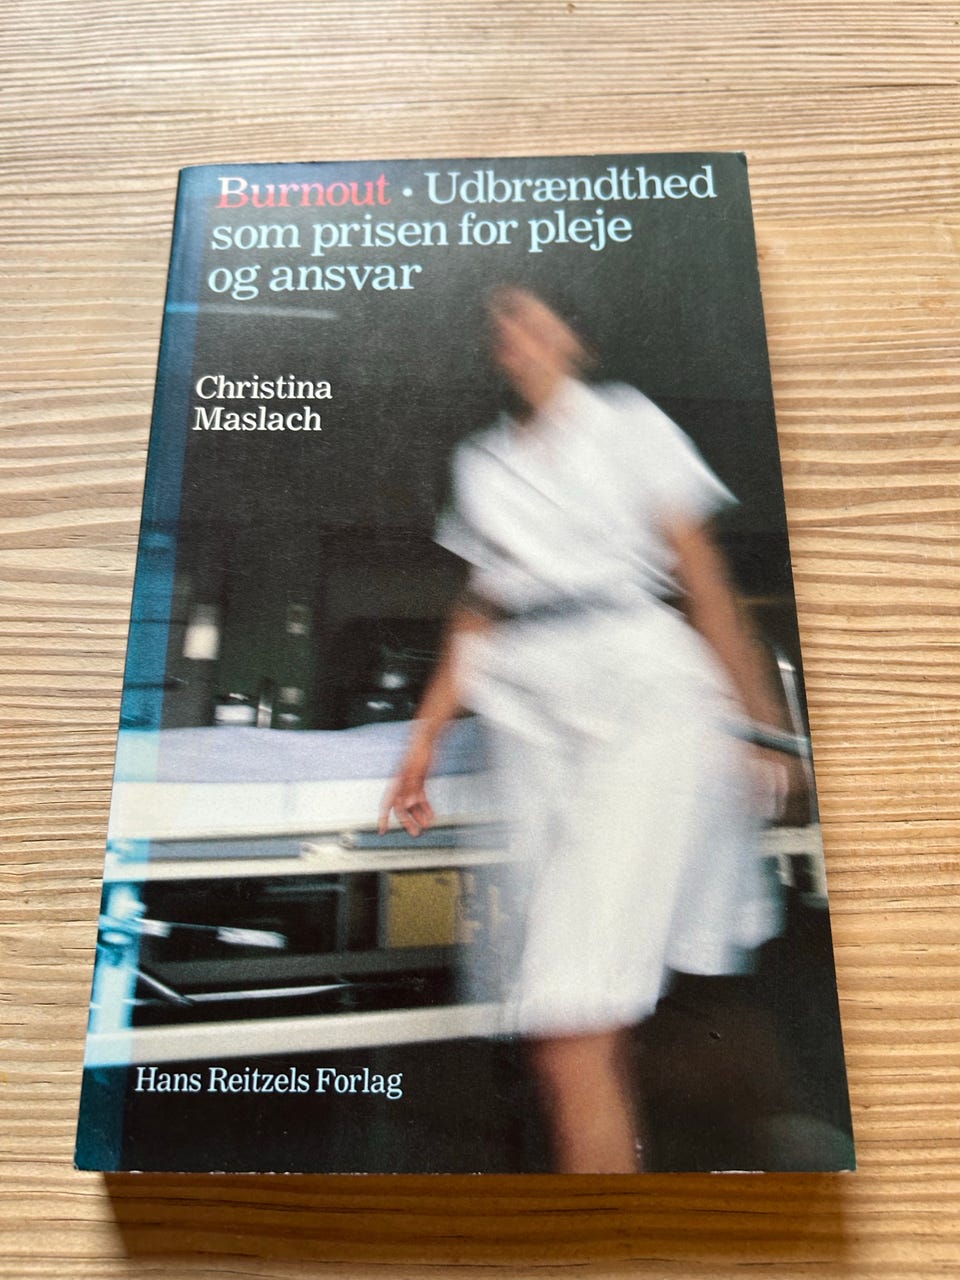 Burnout · Udbrændthed
som prisen for pleje
og ansvar
Christina
Maslach
Hans Reitzels Forlag